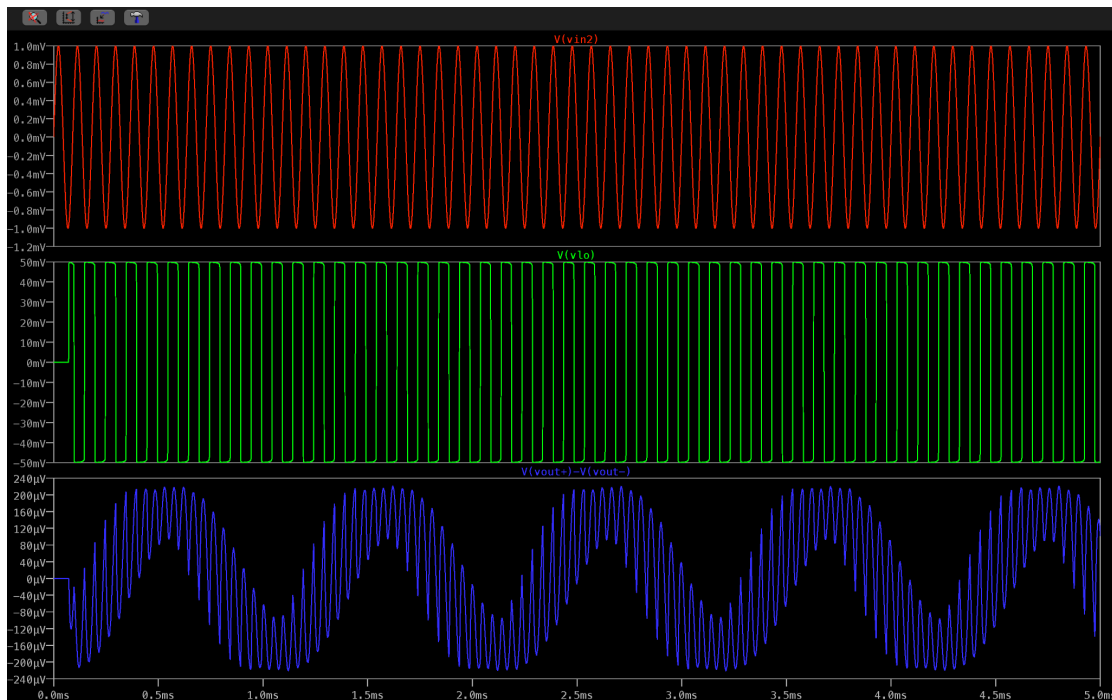 V(vin2)
1.0mV
0.8mV
0.6mV
0.4mV
0.2mV
0.0mV
-0.2mV
-0.4mV
-0.6mV
-0.8mV
-1.0mV
-1.2mV
V(vlo)
50mV
40mV
30mV
20mV
10mV
0mV
-10mV
-20mV
-30mV
-40mV
-50mV
V(vout+)-V(vout-)
240µV
200µV
160µV
120µV
80µV
40µV
0µV
-40µV
-80µV
-120µV
-160µV
-200µV
-240µV
0.0ms 0.5ms 1.0ms 1.5ms 2.0ms 2.5ms 3.0ms 3.5ms 4.0ms 4.5ms 5.0ms